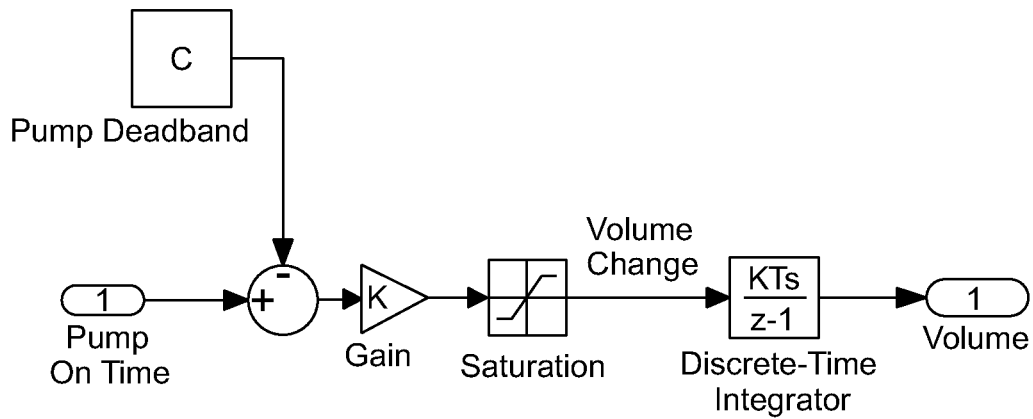 C
Pump Deadband
-
+
1
Pump
On Time
K
Gain
Saturation
Volume
Change
KTs
z-1
Discrete-Time
Integrator
1
Volume